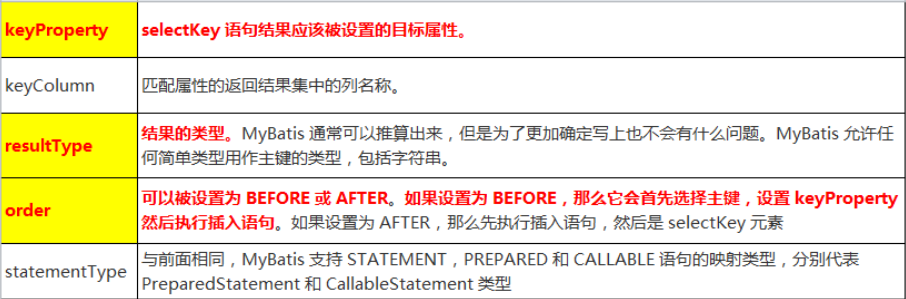 keyProperty
selectKey 语句结果应该被设置的目标属性。
keyColumn
匹配属性的返回结果集中的列名称。
resultType
结果的类型。MyBatis 通常可以推算出来，但是为了更加确定写上也不会有什么问题。MyBatis 允许任
何简单类型用作主键的类型，包括字符串。
order
可以被设置为 BEFORE 或 AFTER。如果设置为 BEFORE，那么它会首先选择主键，设置 keyProperty
然后执行插入语句。如果设置为 AFTER，那么先执行插入语句，然后是 selectKey 元素
statementType
与前面相同，MyBatis 支持 STATEMENT，PREPARED 和 CALLABLE 语句的映射类型，分别代表
PreparedStatement 和 CallableStatement 类型